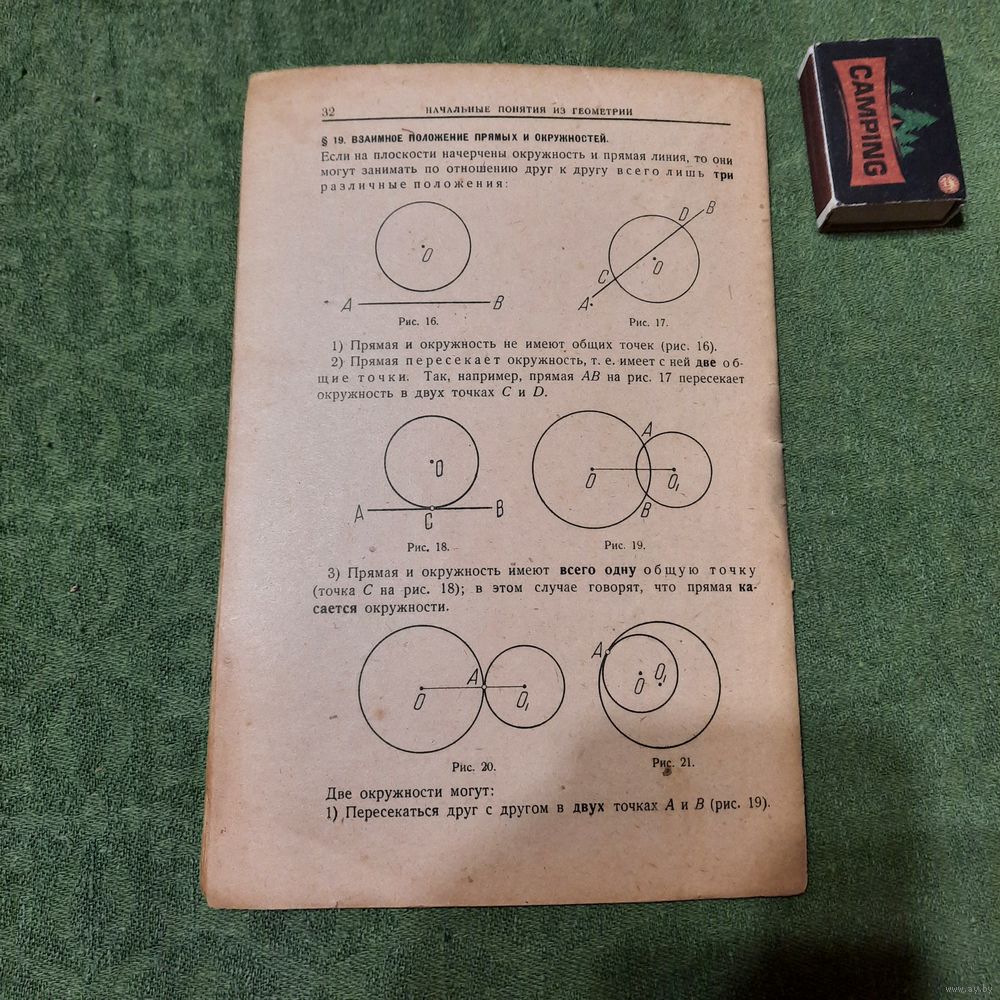 32 НАЧАЛЬНЫЕ ПОНЯТИЯ ИЗ ГЕОМЕТРИИ
§ 19. ВЗАИМНОЕ ПОЛОЖЕНИЕ ПРЯМЫХ И ОКРУЖНОСТЕЙ.
Если на плоскости начерчены окружность и прямая линия, то они
могут занимать по отношению друг к другу всего лишь три
различные положения:
O
A B
Рис. 16.
D B
O
C
A
Рис. 17.
1) Прямая и окружность не имеют общих точек (рис. 16).
2) Прямая пересекает окружность, т. е. имеет с ней две об-
щие точки. Так, например, прямая AB на рис. 17 пересекает
окружность в двух точках C и D.
O
A C B
Рис. 18.
A
O O₁
B
Рис. 19.
3) Прямая и окружность имеют всего одну общую точку
(точка C на рис. 18); в этом случае говорят, что прямая ка-
сается окружности.
A
O O₁
Рис. 20.
A
O O₁
Рис. 21.
Две окружности могут:
1) Пересекаться друг с другом в двух точках A и B (рис. 19).
CAMPING
www.ay.by